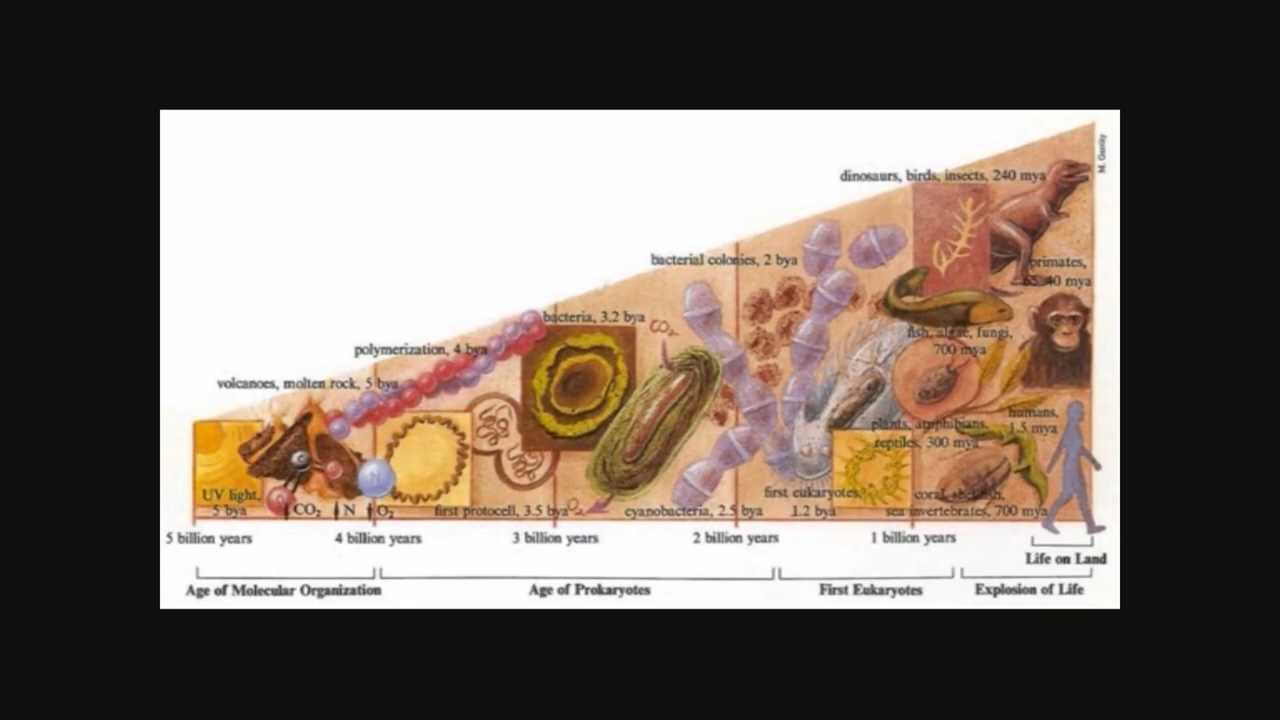 M. Gerrity
dinosaurs, birds, insects, 240 mya
primates,
65-40 mya
bacterial colonies, 2 bya
bacteria, 3.2 bya
CO₂
fish, algae, fungi,
700 mya
polymerization, 4 bya
volcanoes, molten rock, 5 bya
humans,
1.5 mya
plants, amphibians,
reptiles, 300 mya
UV light,
5 bya
CO₂
N
O₂
N
first protocell, 3.5 bya
O₂
cyanobacteria, 2.5 bya
first eukaryotes,
1.2 bya
coral, shellfish,
sea invertebrates, 700 mya
5 billion years
4 billion years
3 billion years
2 billion years
1 billion years
Life on Land
Age of Molecular Organization
Age of Prokaryotes
First Eukaryotes
Explosion of Life